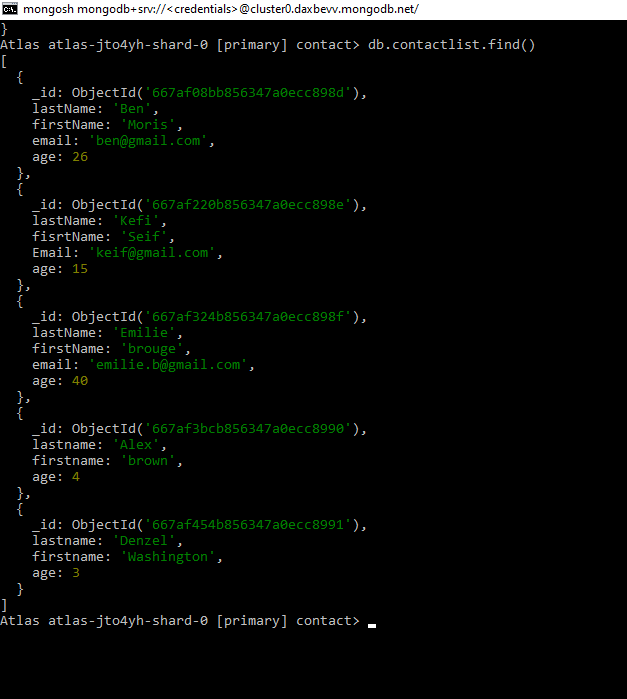 mongosh mongodb+srv://<credentials>@cluster0.daxbevv.mongodb.net/
}
Atlas atlas-jto4yh-shard-0 [primary] contact> db.contactlist.find()
[
  {
    _id: ObjectId('667af08bb856347a0ecc898d'),
    lastName: 'Ben',
    firstName: 'Moris',
    email: 'ben@gmail.com',
    age: 26
  },
  {
    _id: ObjectId('667af220b856347a0ecc898e'),
    lastName: 'Kefi',
    fisrtName: 'Seif',
    Email: 'keif@gmail.com',
    age: 15
  },
  {
    _id: ObjectId('667af324b856347a0ecc898f'),
    lastName: 'Emilie',
    firstName: 'brouge',
    email: 'emilie.b@gmail.com',
    age: 40
  },
  {
    _id: ObjectId('667af3bcb856347a0ecc8990'),
    lastname: 'Alex',
    firstname: 'brown',
    age: 4
  },
  {
    _id: ObjectId('667af454b856347a0ecc8991'),
    lastname: 'Denzel',
    firstname: 'Washington',
    age: 3
  }
]
Atlas atlas-jto4yh-shard-0 [primary] contact>